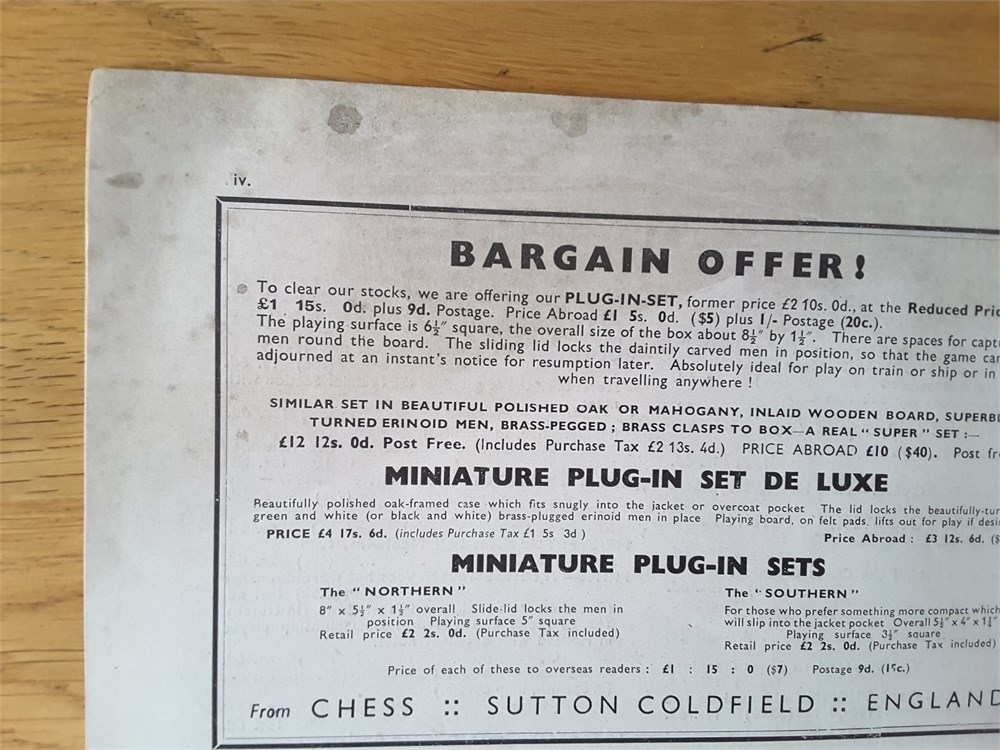 iv.
BARGAIN OFFER!
To clear our stocks, we are offering our PLUG-IN-SET, former price £2 10s. 0d., at the Reduced
£1 15s. 0d. plus 9d. Postage. Price Abroad £1 5s. 0d. ($5) plus 1/- Postage (20c.).
The playing surface is 6½" square, the overall size of the box about 8½" by 1½". There are spaces for
men round the board. The sliding lid locks the daintily carved men in position, so that the game
adjourned at an instant's notice for resumption later. Absolutely ideal for play on train or ship or in
when travelling anywhere!
SIMILAR SET IN BEAUTIFUL POLISHED OAK OR MAHOGANY, INLAID WOODEN BOARD,
TURNED ERINOID MEN, BRASS-PEGGED; BRASS CLASPS TO BOX—A REAL "SUPER" SET:—
£12 12s. 0d. Post Free. (Includes Purchase Tax £2 13s. 4d.) PRICE ABROAD £10 ($40). Post
MINIATURE PLUG-IN SET DE LUXE
Beautifully polished oak-framed case which fits snugly into the jacket or overcoat pocket The lid locks the
green and white (or black and white) brass-plugged erinoid men in place Playing board, on felt pads, lifts out for play if
PRICE £4 17s. 6d. (includes Purchase Tax £1 5s 3d) Price Abroad: £3 12s. 6d.
MINIATURE PLUG-IN SETS
The "NORTHERN"
8" x 5½" x 1½" overall Slide-lid locks the men in
position Playing surface 5" square
Retail price £2 2s. 0d. (Purchase Tax included)
The "SOUTHERN"
For those who prefer something more compact which
will slip into the jacket pocket Overall 5½" x 4" x 1¼"
Playing surface 3½" square
Retail price £2 2s. 0d. (Purchase Tax included)
Price of each of these to overseas readers: £1 : 15 : 0 ($7) Postage 9d. (15c.)
From CHESS :: SUTTON COLDFIELD :: ENGLAND